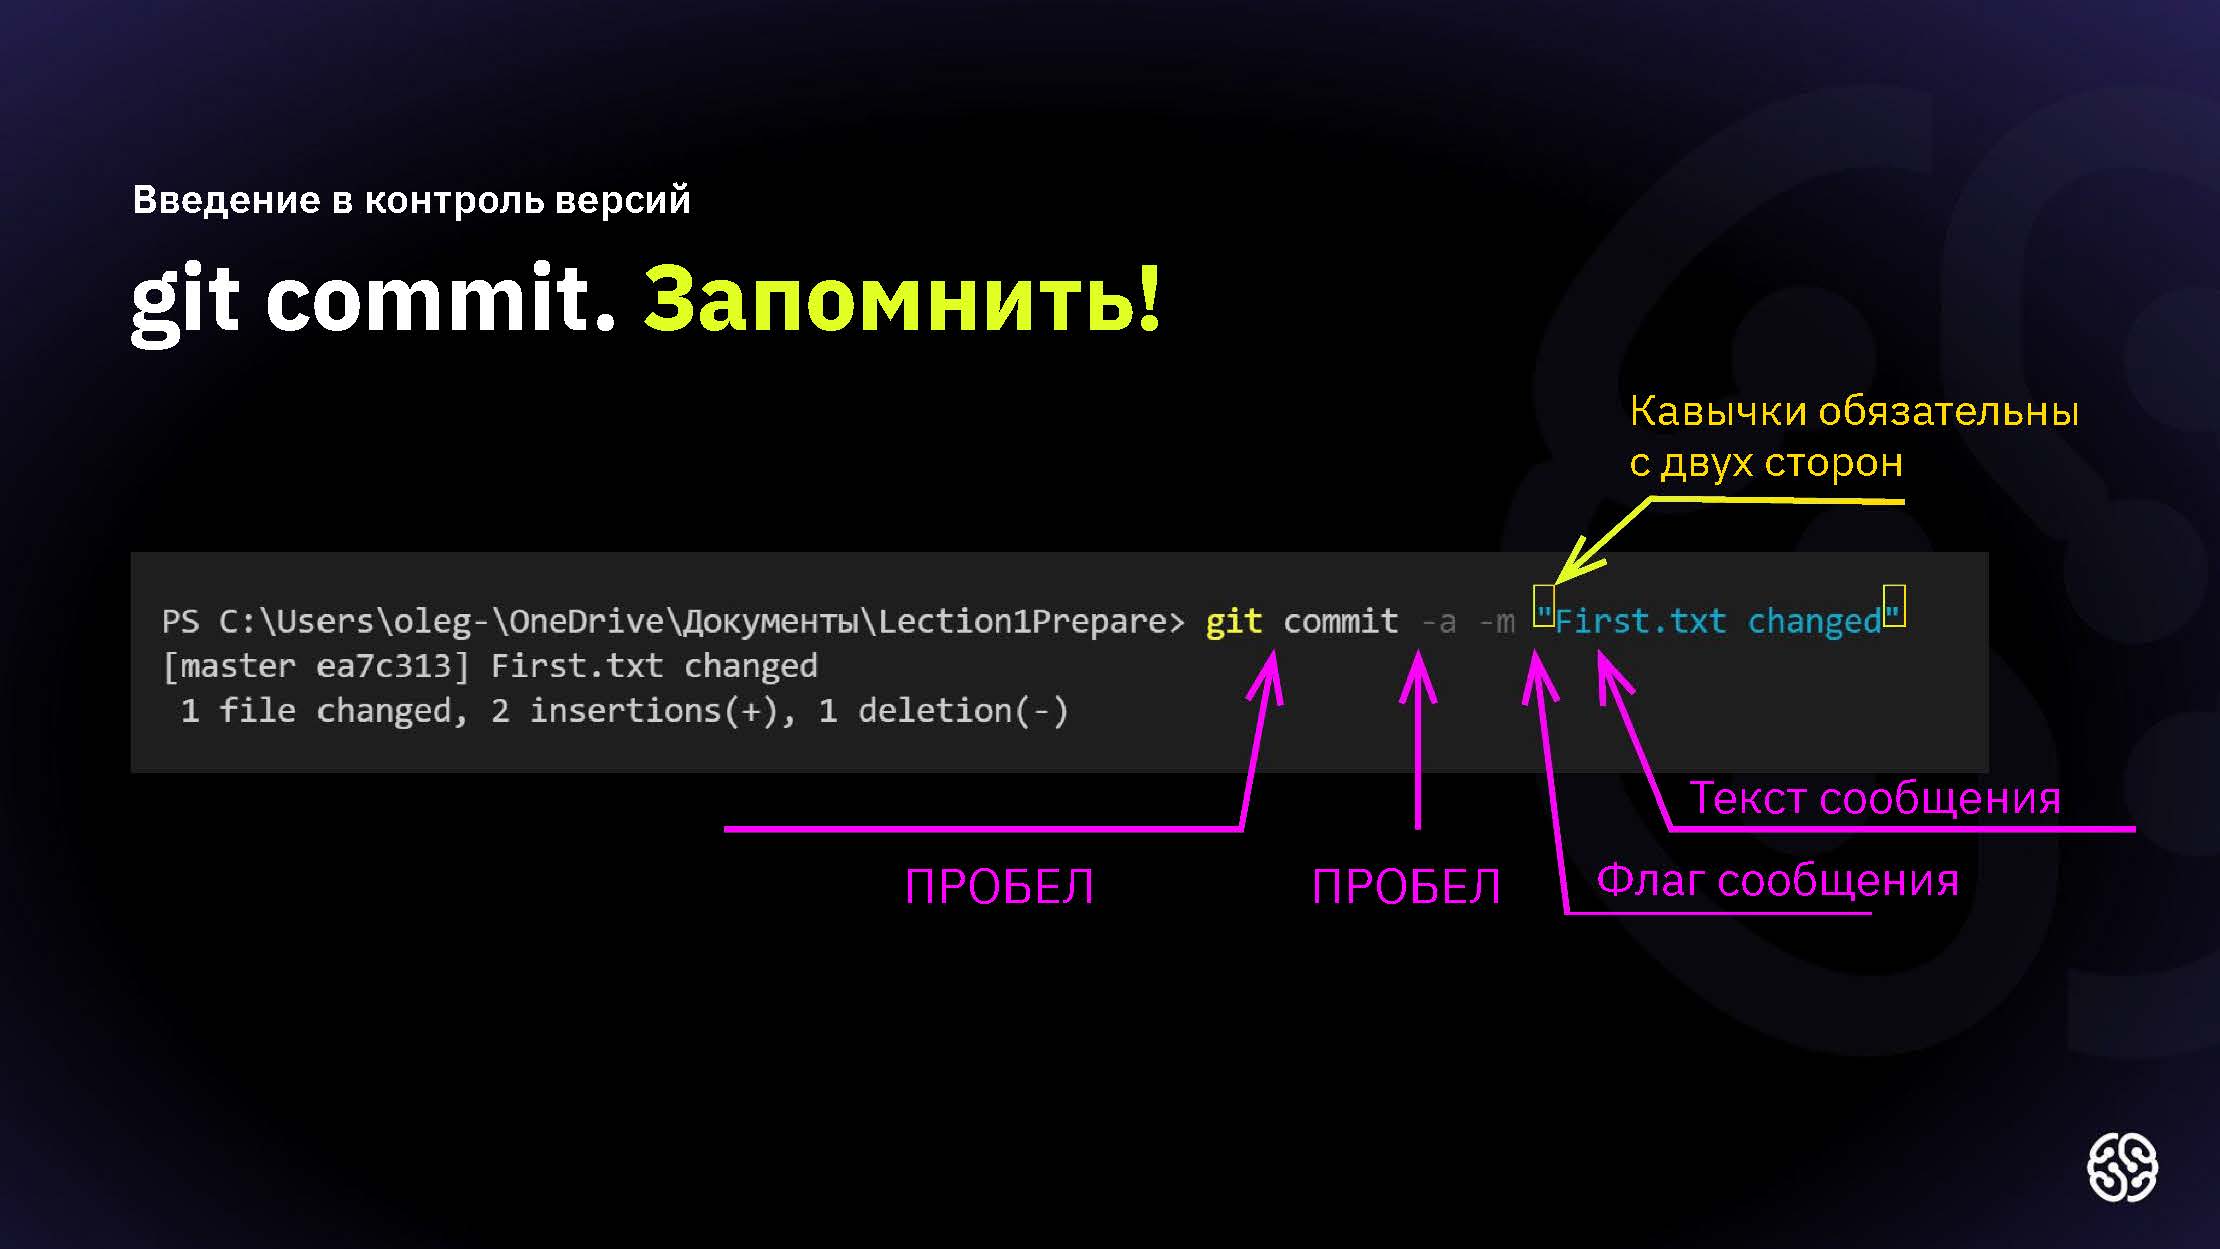 Введение в контроль версий
git commit. Запомнить!
Кавычки обязательны
с двух сторон
PS C:\Users\oleg-\OneDrive\Документы\Lection1Prepare> git commit -a -m "First.txt changed"
[master ea7c313] First.txt changed
 1 file changed, 2 insertions(+), 1 deletion(-)
Текст сообщения
ПРОБЕЛ
ПРОБЕЛ
Флаг сообщения